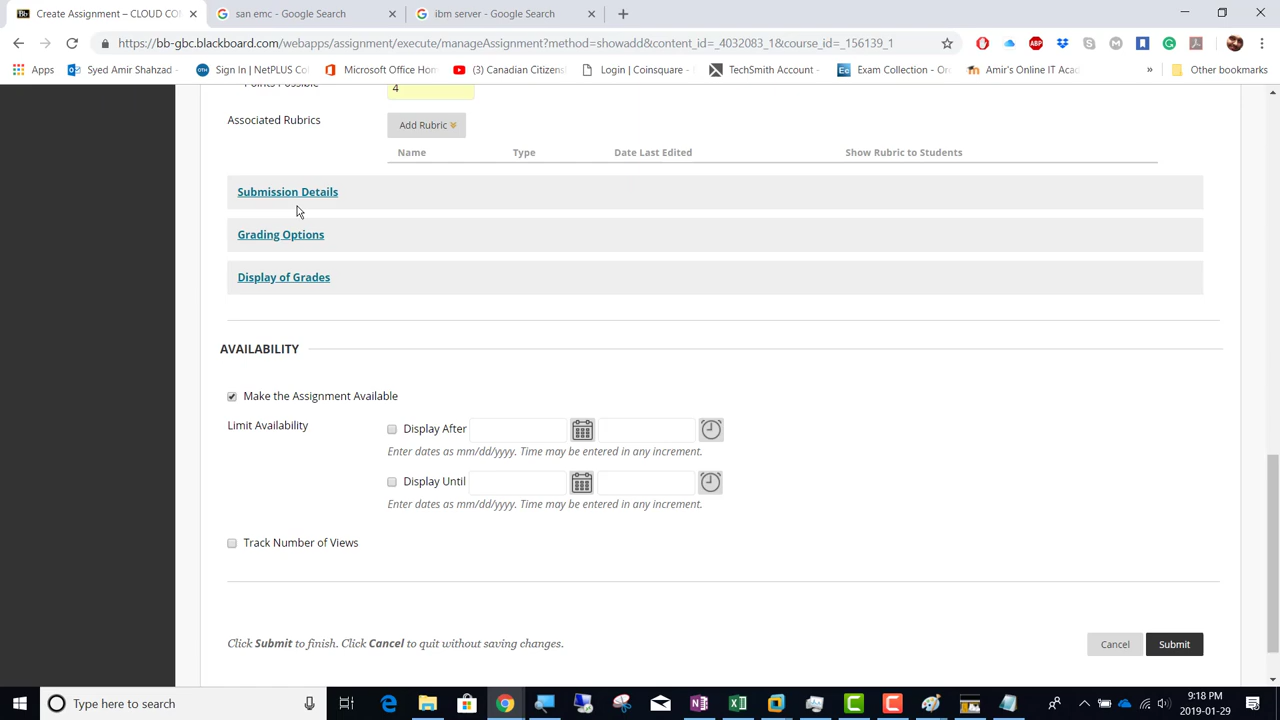 Create Assignment – CLOUD CO
san emc - Google Search
ibm server - Google Search
https://bb-gbc.blackboard.com/webapps/assignment/execute/manageAssignment?method=showadd&content_id=_4032083_1&course_id=_156139_1
Apps
Syed Amir Shahzad -
Sign In | NetPLUS Co
Microsoft Office Hom
(3) Canadian Citizens
Login | Coinsquare
TechSmith Account -
Exam Collection - Or
Amir's Online IT Aca
»
Other bookmarks
Points Possible
4
Associated Rubrics
Add Rubric
Name Type Date Last Edited Show Rubric to Students
Submission Details
Grading Options
Display of Grades
AVAILABILITY
Make the Assignment Available
Limit Availability
Display After
Enter dates as mm/dd/yyyy. Time may be entered in any increment.
Display Until
Enter dates as mm/dd/yyyy. Time may be entered in any increment.
Track Number of Views
Click Submit to finish. Click Cancel to quit without saving changes.
Cancel
Submit
Type here to search
9:18 PM
2019-01-29